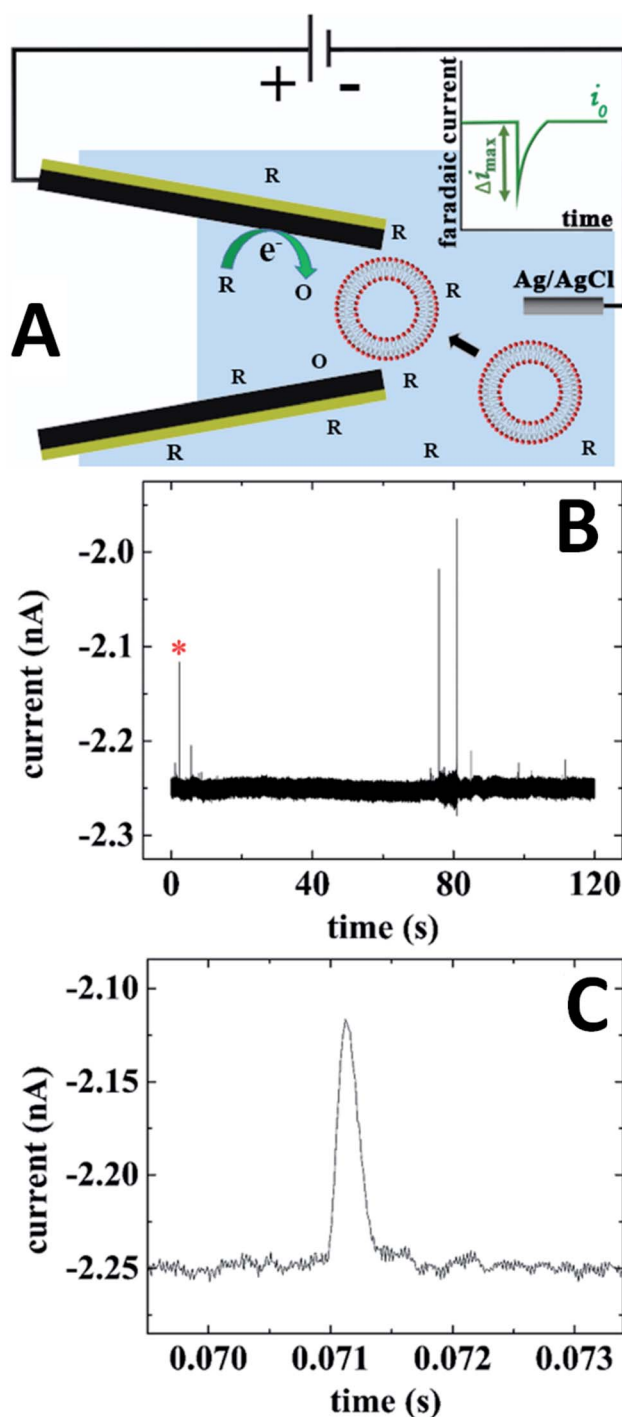 + -
faradaic current
Δi_max
i_o
time
R
R
e⁻
R
O
R
Ag/AgCl
A
O
R
R
R
R
R
R
B
-2.0
*
-2.1
-2.2
-2.3
current (nA)
0 40 80 120
time (s)
C
-2.10
-2.15
-2.20
-2.25
current (nA)
0.070 0.071 0.072 0.073
time (s)